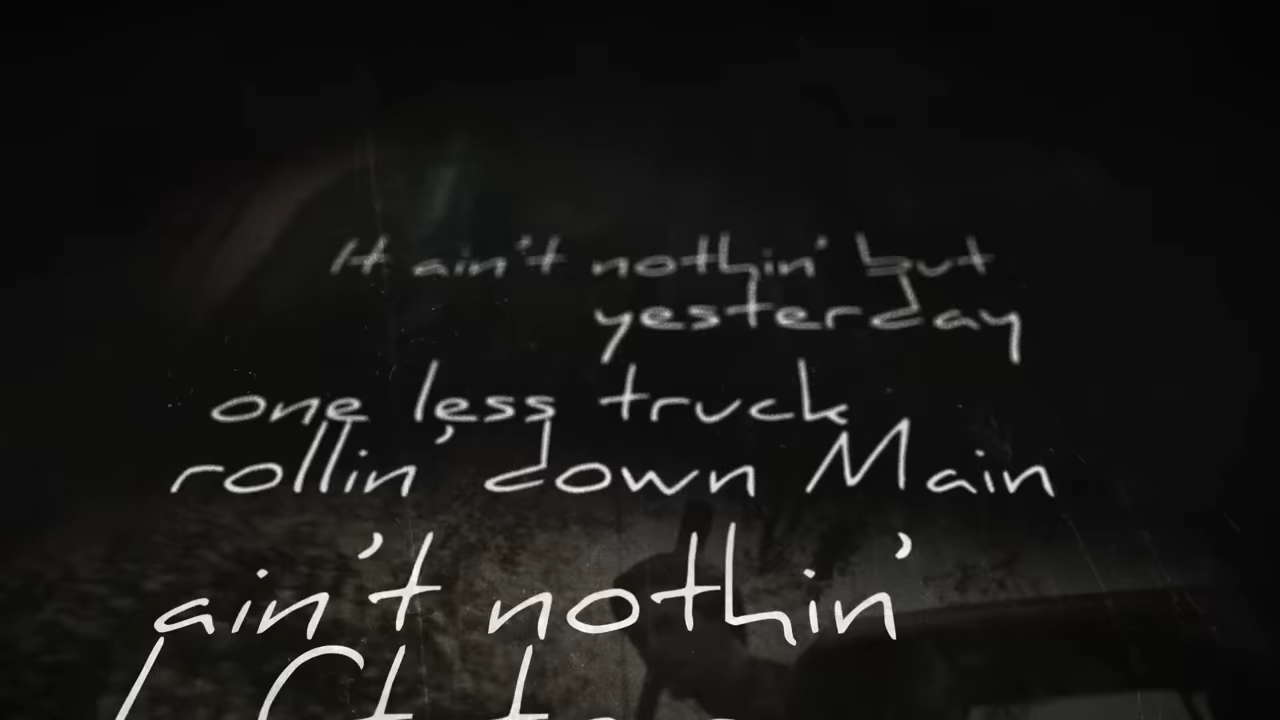 It ain't nothin' but
yesterday
one less truck
rollin' down Main
ain't nothin'